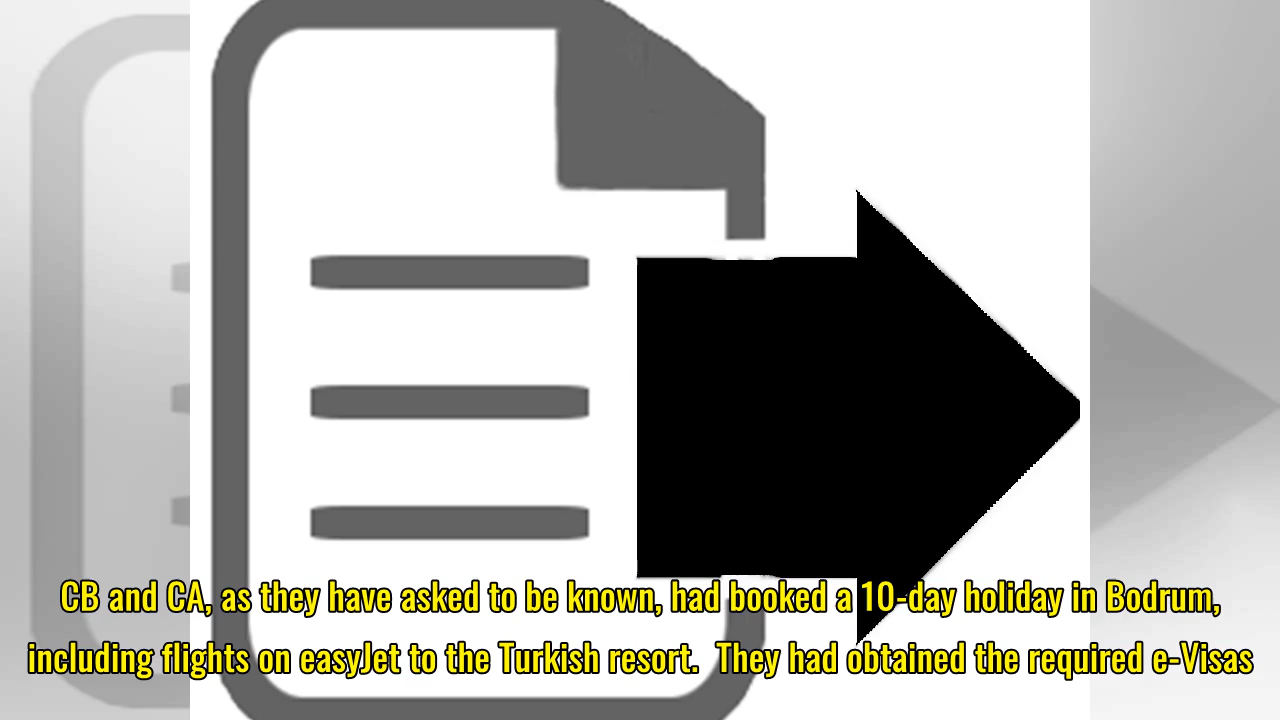 CB and CA, as they have asked to be known, had booked a 10-day holiday in Bodrum,
including flights on easyJet to the Turkish resort.  They had obtained the required e-Visas